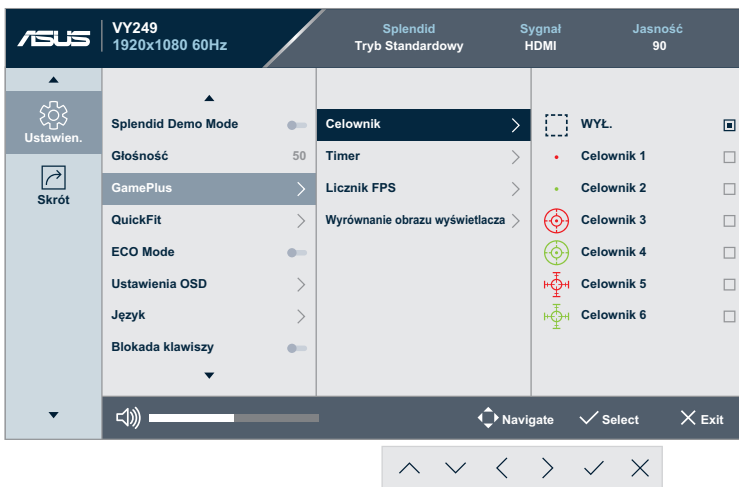 ASUS
VY249
1920x1080 60Hz
Splendid
Tryb Standardowy
Sygnał
HDMI
Jasność
90
Ustawien.
Skrót
Splendid Demo Mode
Głośność 50
GamePlus
QuickFit
ECO Mode
Ustawienia OSD
Język
Blokada klawiszy
Celownik
Timer
Licznik FPS
Wyrównanie obrazu wyświetlacza
WYŁ.
Celownik 1
Celownik 2
Celownik 3
Celownik 4
Celownik 5
Celownik 6
Navigate
Select
Exit